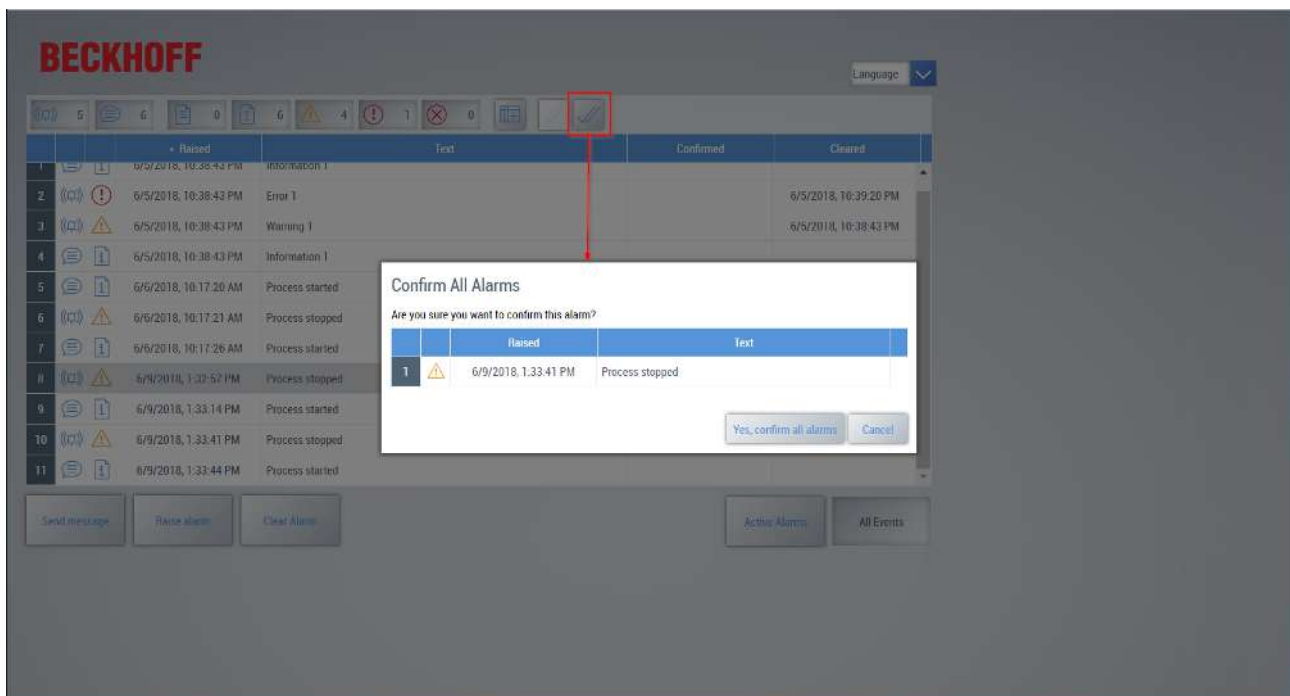 BECKHOFF
Language
5 6 0 6 4 1 0
Raised Text Confirmed Cleared
1 6/5/2018, 10:38:43 PM Information 1
2 6/5/2018, 10:38:43 PM Error 1 6/5/2018, 10:39:20 PM
3 6/5/2018, 10:38:43 PM Warning 1 6/5/2018, 10:38:43 PM
4 6/5/2018, 10:38:43 PM Information 1
Confirm All Alarms
5 6/6/2018, 10:17:20 AM Process started
Are you sure you want to confirm this alarm?
6 6/6/2018, 10:17:21 AM Process stopped
Raised Text
7 6/6/2018, 10:17:26 AM Process started
1 6/9/2018, 1:33:41 PM Process stopped
8 6/9/2018, 1:32:57 PM Process stopped
9 6/9/2018, 1:33:14 PM Process started
Yes, confirm all alarms Cancel
10 6/9/2018, 1:33:41 PM Process stopped
11 6/9/2018, 1:33:44 PM Process started
Send message Raise alarm Clear Alarm Active Alarms All Events